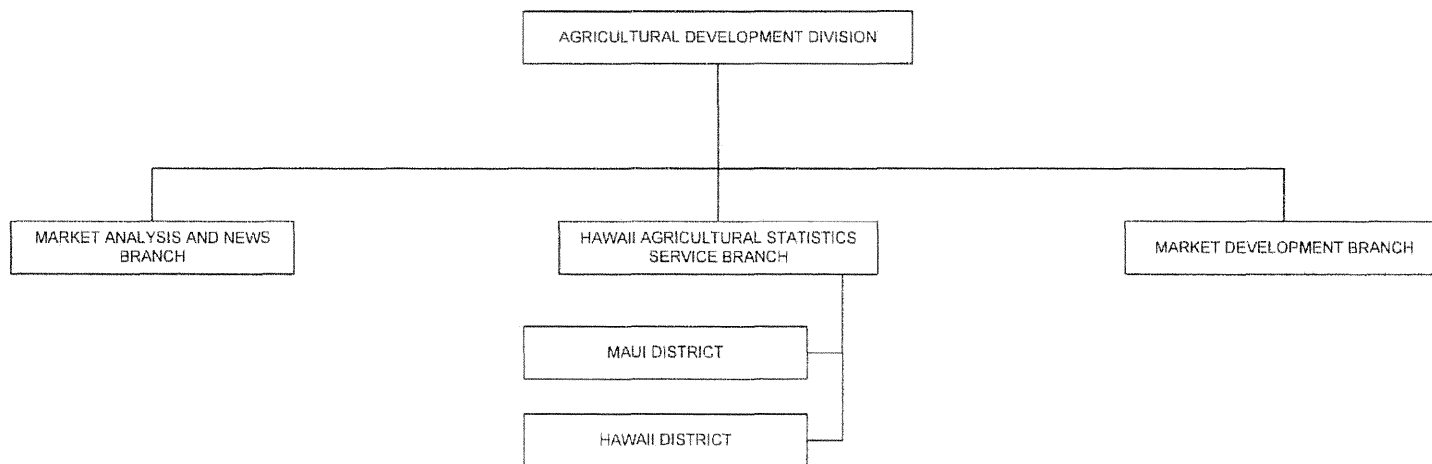 AGRICULTURAL DEVELOPMENT DIVISION
MARKET ANALYSIS AND NEWS
BRANCH
HAWAII AGRICULTURAL STATISTICS
SERVICE BRANCH
MARKET DEVELOPMENT BRANCH
MAUI DISTRICT
HAWAII DISTRICT